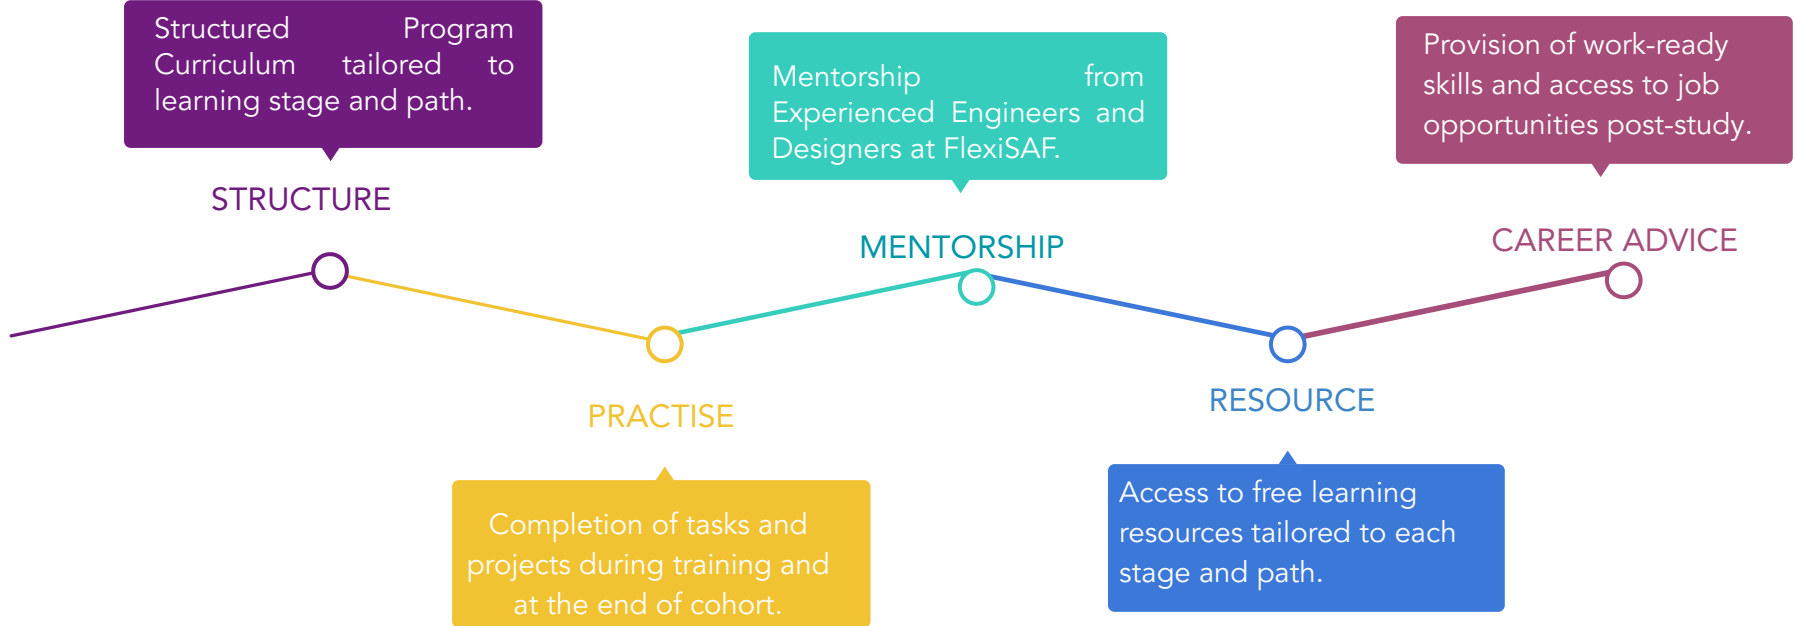 Structured Program
Curriculum tailored to
learning stage and path.
STRUCTURE
PRACTISE
Completion of tasks and
projects during training and
at the end of cohort.
Mentorship from
Experienced Engineers and
Designers at FlexiSAF.
MENTORSHIP
RESOURCE
Access to free learning
resources tailored to each
stage and path.
Provision of work-ready
skills and access to job
opportunities post-study.
CAREER ADVICE